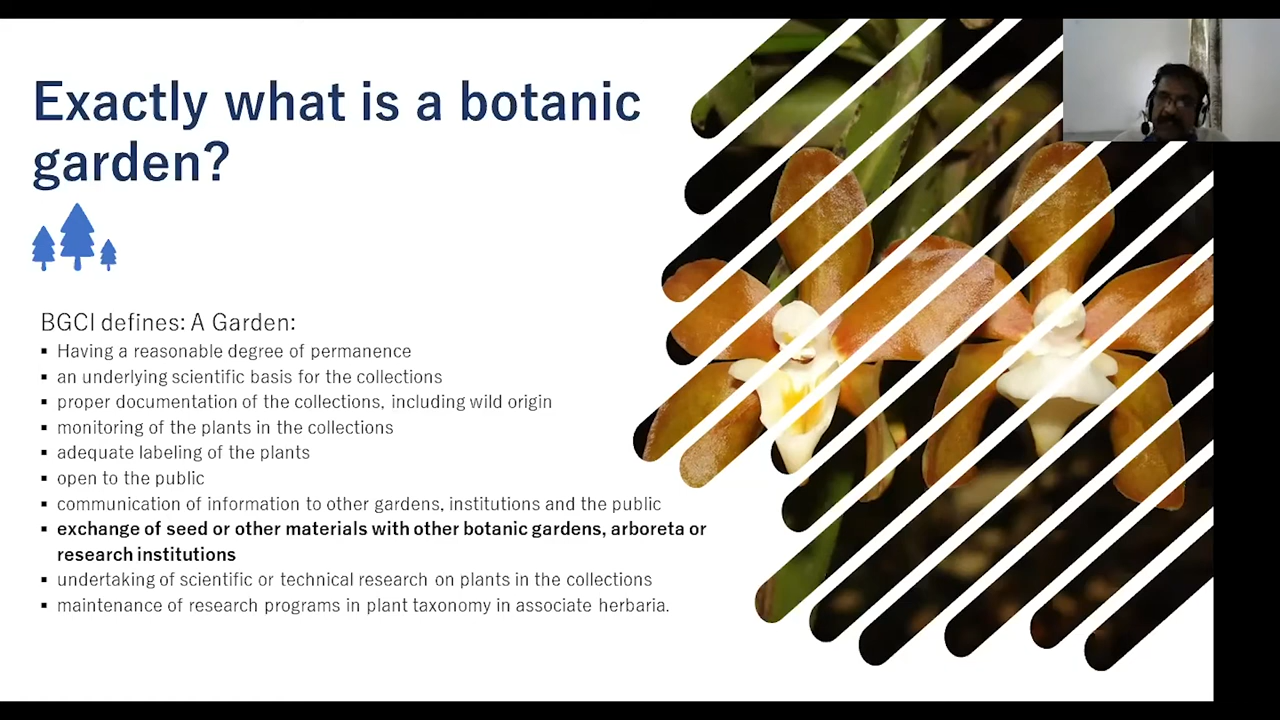 Exactly what is a botanic
garden?
BGCI defines: A Garden:
▪ Having a reasonable degree of permanence
▪ an underlying scientific basis for the collections
▪ proper documentation of the collections, including wild origin
▪ monitoring of the plants in the collections
▪ adequate labeling of the plants
▪ open to the public
▪ communication of information to other gardens, institutions and the public
▪ exchange of seed or other materials with other botanic gardens, arboreta or
research institutions
▪ undertaking of scientific or technical research on plants in the collections
▪ maintenance of research programs in plant taxonomy in associate herbaria.